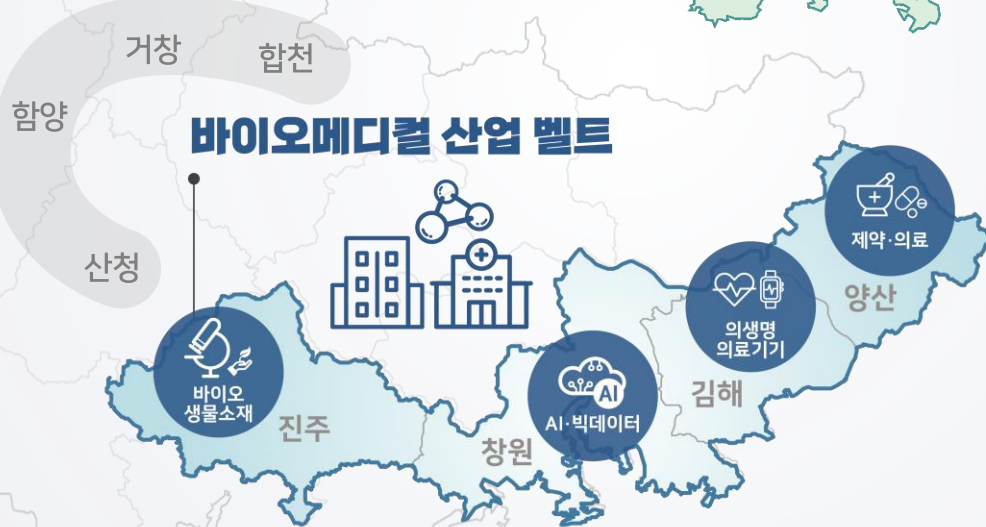 거창
합천
함양
바이오메디컬 산업 벨트
제약·의료
산청
양산
의생명
의료기기
바이오
생물소재
AI
AI·빅데이터
김해
진주
창원